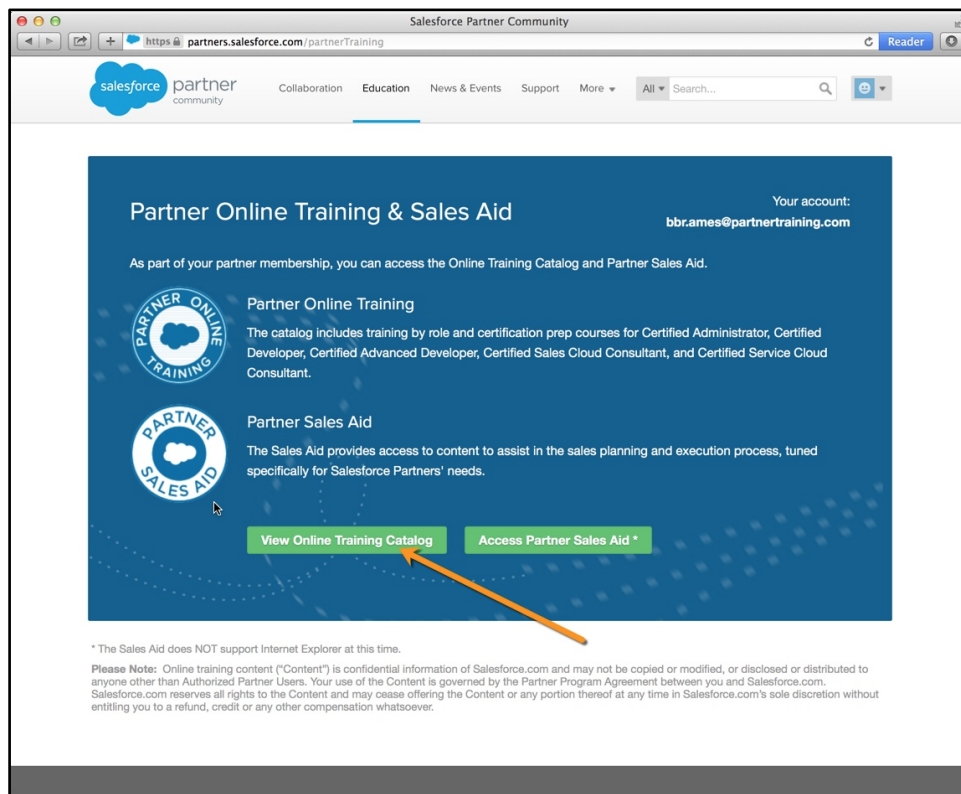 Salesforce Partner Community
https partners.salesforce.com/partnerTraining
Reader
salesforce partner community
Collaboration Education News & Events Support More All Search...
Partner Online Training & Sales Aid
Your account:
bbr.ames@partnertraining.com
As part of your partner membership, you can access the Online Training Catalog and Partner Sales Aid.
PARTNER ONLINE TRAINING
Partner Online Training
The catalog includes training by role and certification prep courses for Certified Administrator, Certified
Developer, Certified Advanced Developer, Certified Sales Cloud Consultant, and Certified Service Cloud
Consultant.
PARTNER SALES AID
Partner Sales Aid
The Sales Aid provides access to content to assist in the sales planning and execution process, tuned
specifically for Salesforce Partners' needs.
View Online Training Catalog Access Partner Sales Aid *
* The Sales Aid does NOT support Internet Explorer at this time.
Please Note: Online training content ("Content") is confidential information of Salesforce.com and may not be copied or modified, or disclosed or distributed to
anyone other than Authorized Partner Users. Your use of the Content is governed by the Partner Program Agreement between you and Salesforce.com.
Salesforce.com reserves all rights to the Content and may cease offering the Content or any portion thereof at any time in Salesforce.com's sole discretion without
entitling you to a refund, credit or any other compensation whatsoever.